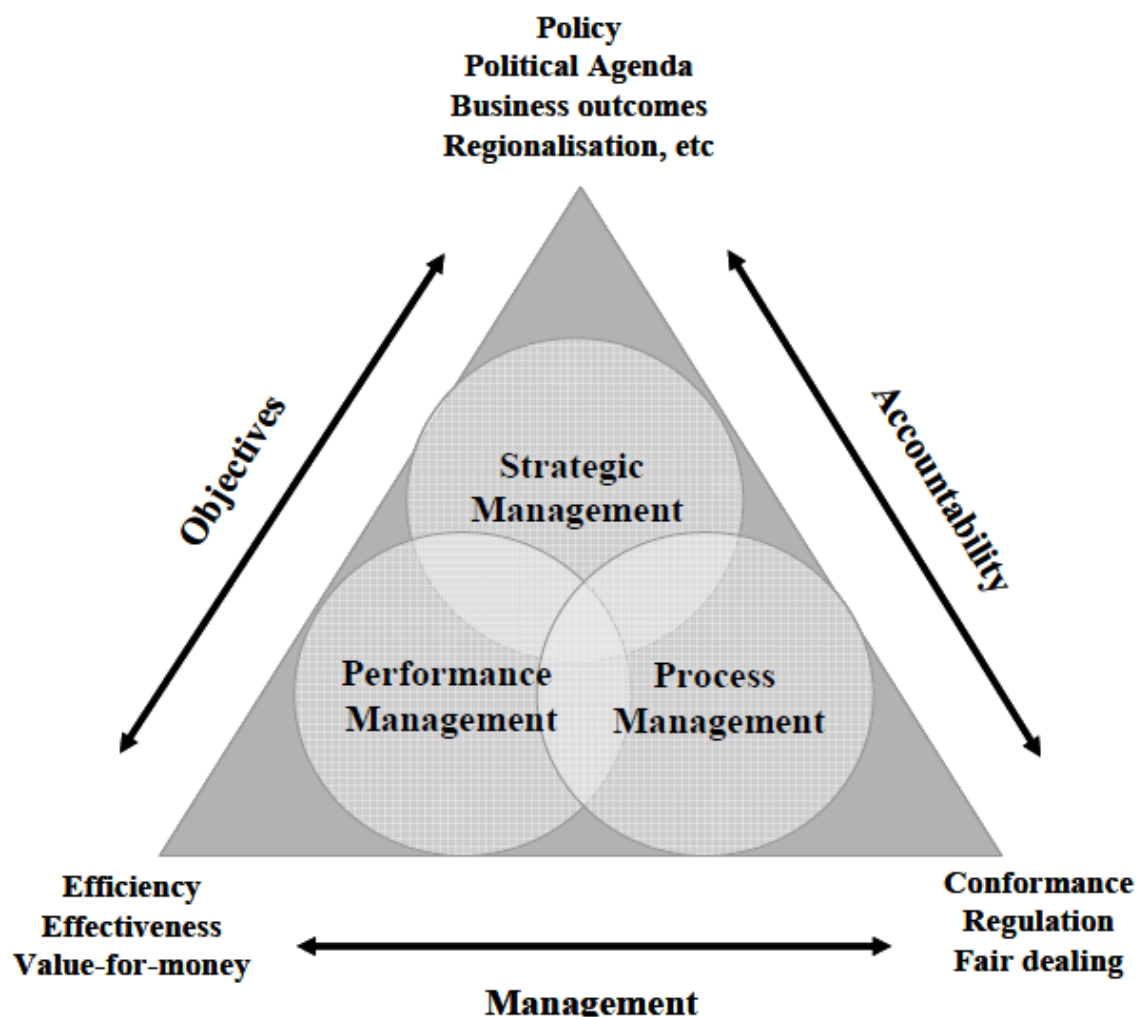 Policy
Political Agenda
Business outcomes
Regionalisation, etc
Objectives
Accountability
Strategic
Management
Performance
Management
Process
Management
Efficiency
Effectiveness
Value-for-money
Conformance
Regulation
Fair dealing
Management